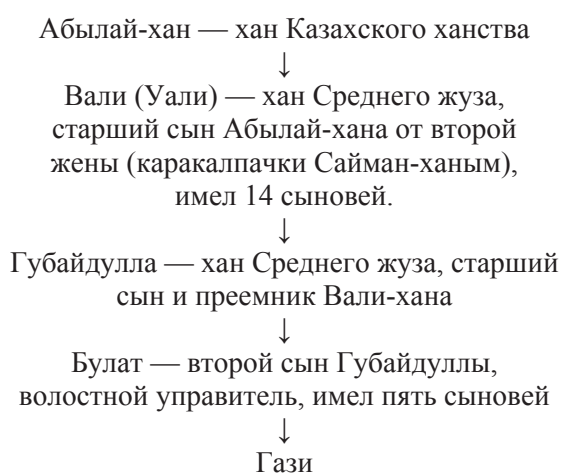 Абылай-хан — хан Казахского ханства
↓
Вали (Уали) — хан Среднего жуза,
старший сын Абылай-хана от второй
жены (каракалпачки Сайман-ханым),
имел 14 сыновей.
↓
Губайдулла — хан Среднего жуза, старший
сын и преемник Вали-хана
↓
Булат — второй сын Губайдуллы,
волостной управитель, имел пять сыновей
↓
Гази